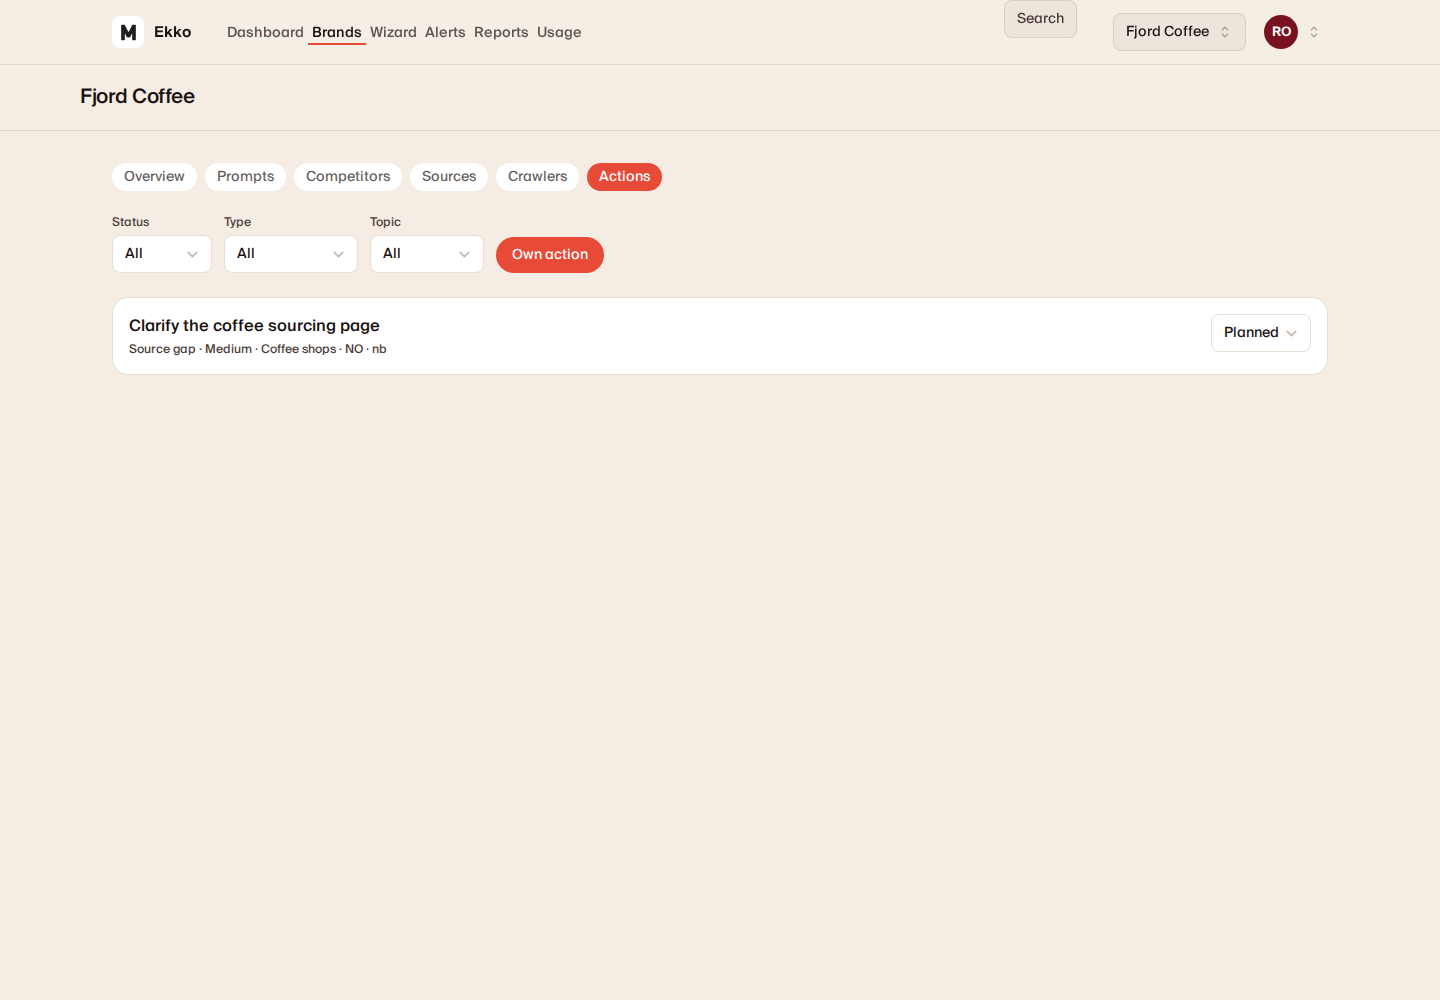 M Ekko Dashboard Brands Wizard Alerts Reports Usage Search Fjord Coffee RO
Fjord Coffee
Overview Prompts Competitors Sources Crawlers Actions
Status Type Topic
All All All Own action
Clarify the coffee sourcing page
Source gap · Medium · Coffee shops · NO · nb
Planned